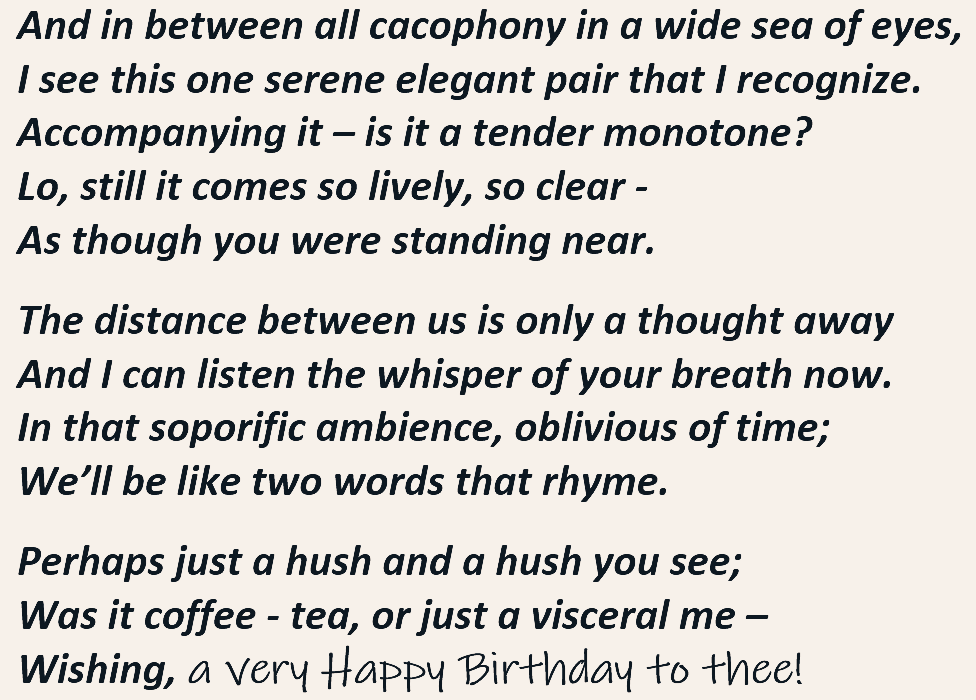 And in between all cacophony in a wide sea of eyes,
I see this one serene elegant pair that I recognize.
Accompanying it – is it a tender monotone?
Lo, still it comes so lively, so clear -
As though you were standing near.
The distance between us is only a thought away
And I can listen the whisper of your breath now.
In that soporific ambience, oblivious of time;
We’ll be like two words that rhyme.
Perhaps just a hush and a hush you see;
Was it coffee - tea, or just a visceral me –
Wishing, a very Happy Birthday to thee!